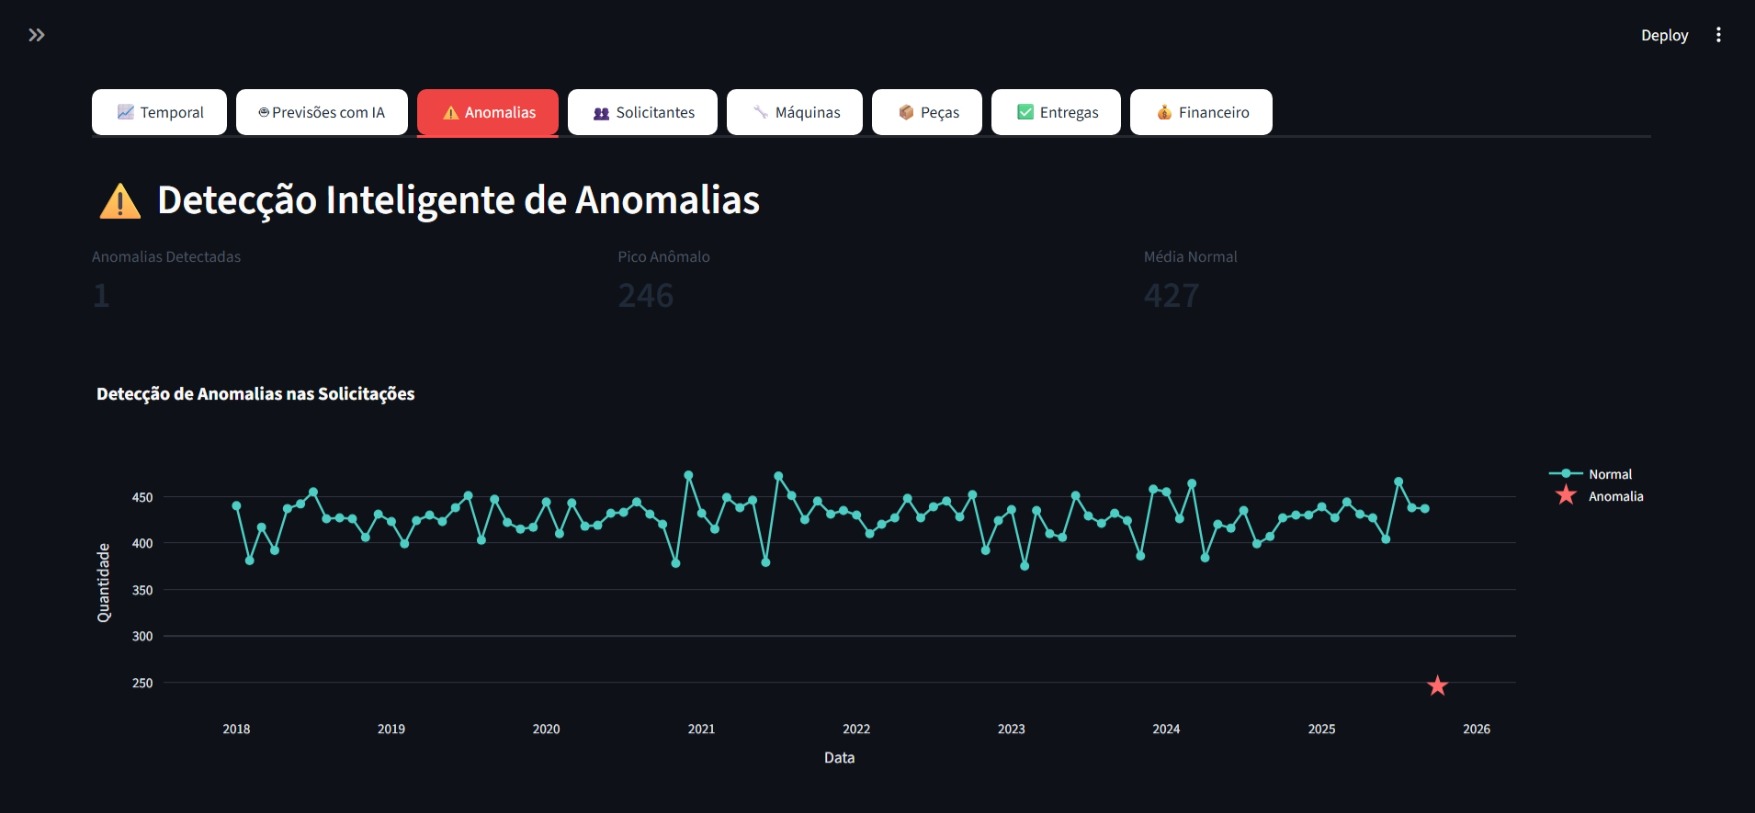 Deploy
Temporal
Previsões com IA
Anomalias
Solicitantes
Máquinas
Peças
Entregas
Financeiro
Detecção Inteligente de Anomalias
Anomalias Detectadas
1
Pico Anômalo
246
Média Normal
427
Detecção de Anomalias nas Solicitações
Normal
Anomalia
Quantidade
450
400
350
300
250
2018
2019
2020
2021
2022
2023
2024
2025
2026
Data